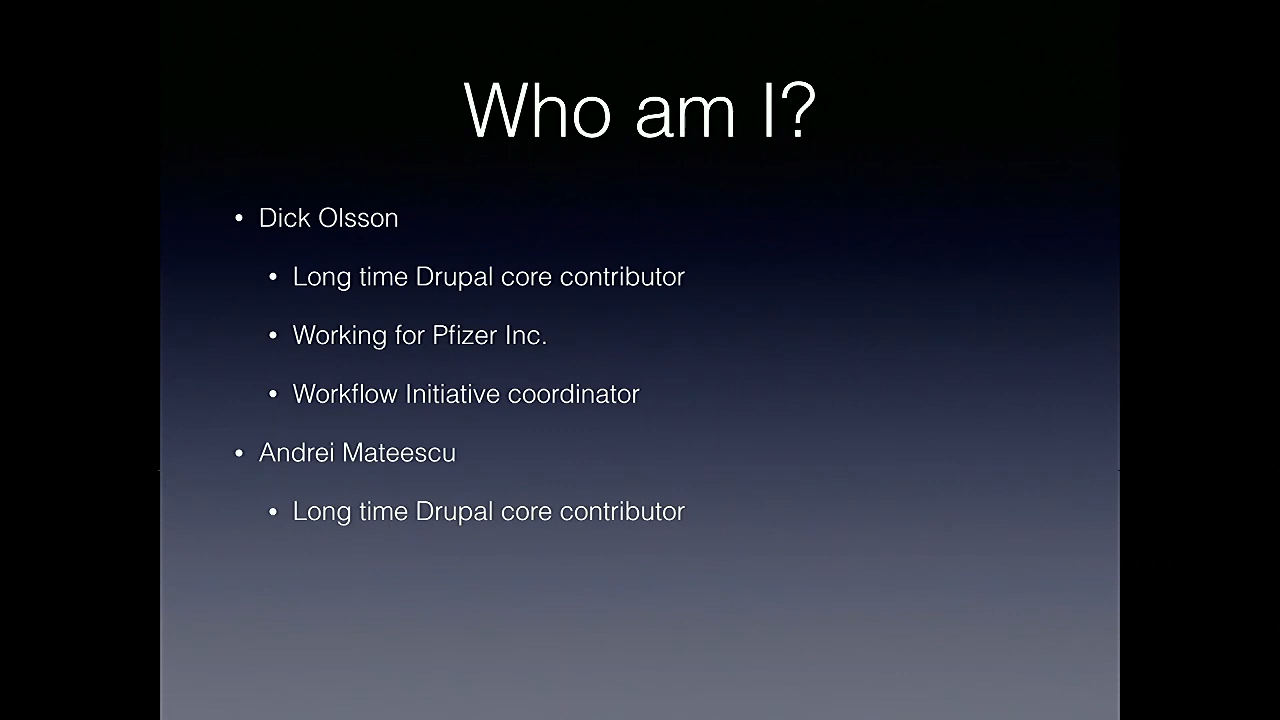 Who am I?
• Dick Olsson
• Long time Drupal core contributor
• Working for Pfizer Inc.
• Workflow Initiative coordinator
• Andrei Mateescu
• Long time Drupal core contributor